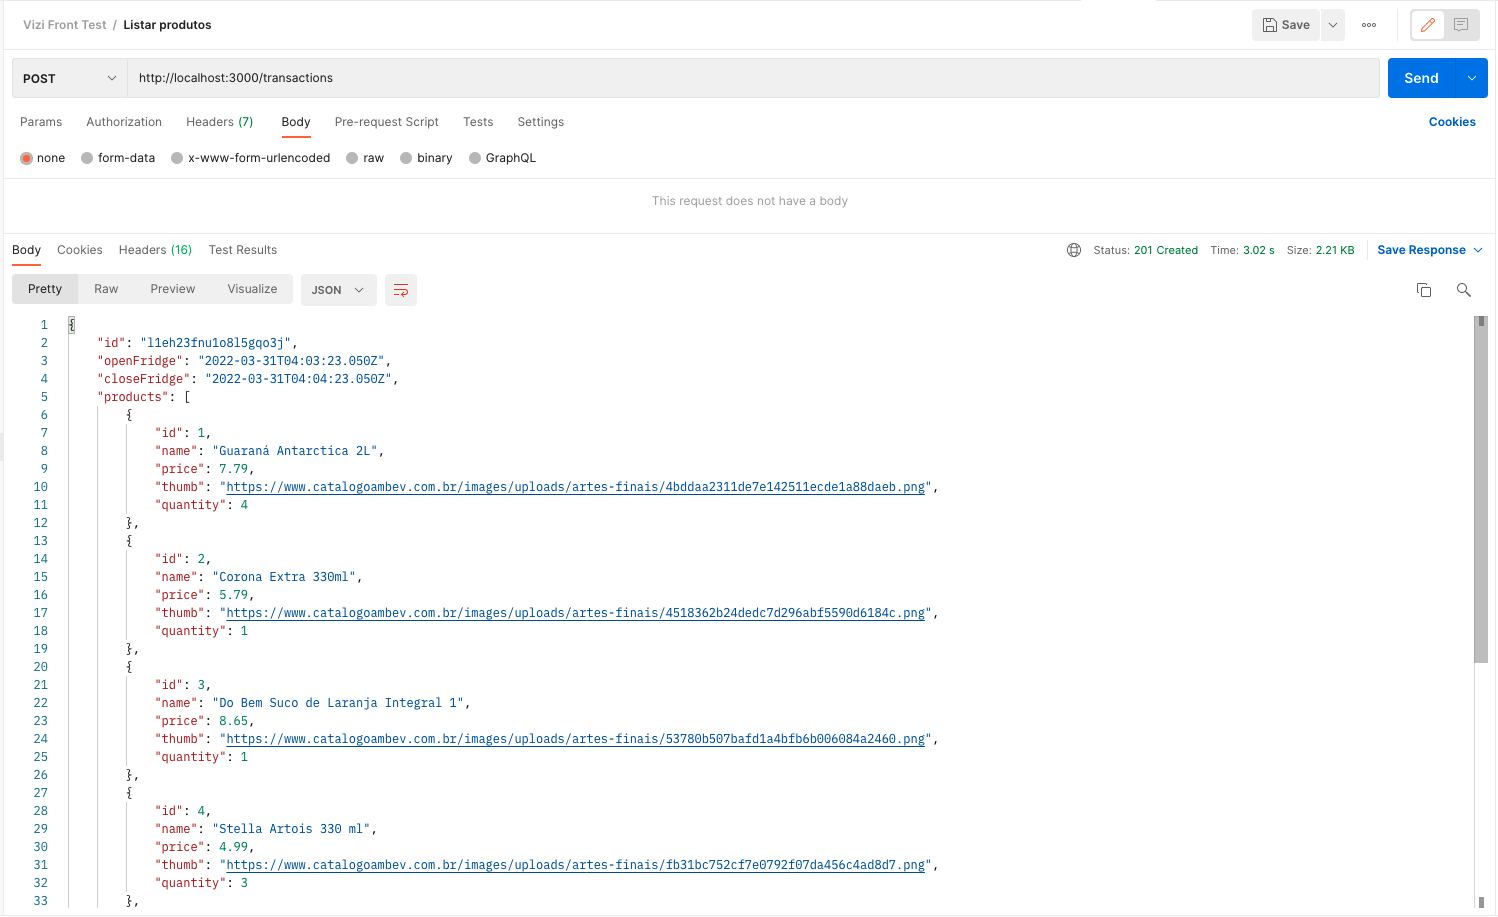 Vizi Front Test / Listar produtos
Save
POST http://localhost:3000/transactions Send
Params Authorization Headers (7) Body Pre-request Script Tests Settings Cookies
none form-data x-www-form-urlencoded raw binary GraphQL
This request does not have a body
Body Cookies Headers (16) Test Results Status: 201 Created Time: 3.02 s Size: 2.21 KB Save Response
Pretty Raw Preview Visualize JSON
1 {
2 "id": "l1eh23fnu1o8l5gqo3j",
3 "openFridge": "2022-03-31T04:03:23.050Z",
4 "closeFridge": "2022-03-31T04:04:23.050Z",
5 "products": [
6 {
7 "id": 1,
8 "name": "Guaraná Antarctica 2L",
9 "price": 7.79,
10 "thumb": "https://www.catalogoambev.com.br/images/uploads/artes-finais/4bddaa2311de7e142511ecde1a88daeb.png",
11 "quantity": 4
12 },
13 {
14 "id": 2,
15 "name": "Corona Extra 330ml",
16 "price": 5.79,
17 "thumb": "https://www.catalogoambev.com.br/images/uploads/artes-finais/4518362b24dedc7d296abf5590d6184c.png",
18 "quantity": 1
19 },
20 {
21 "id": 3,
22 "name": "Do Bem Suco de Laranja Integral 1",
23 "price": 8.65,
24 "thumb": "https://www.catalogoambev.com.br/images/uploads/artes-finais/53780b507bafd1a4bfb6b006084a2460.png",
25 "quantity": 1
26 },
27 {
28 "id": 4,
29 "name": "Stella Artois 330 ml",
30 "price": 4.99,
31 "thumb": "https://www.catalogoambev.com.br/images/uploads/artes-finais/fb31bc752cf7e0792f07da456c4ad8d7.png",
32 "quantity": 3
33 },